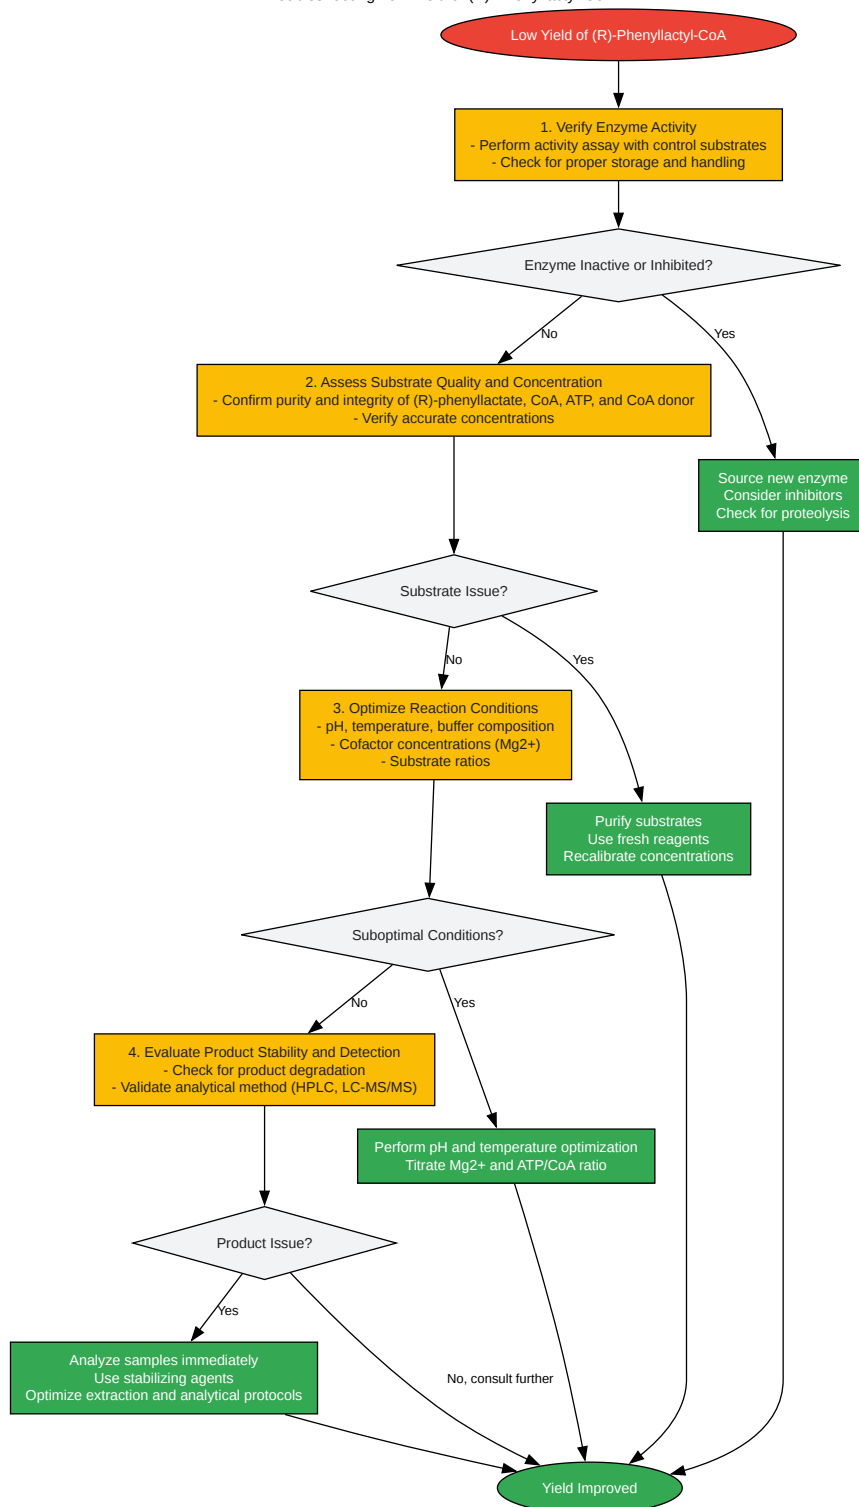 Low Yield of (R)-Phenyllactyl-CoA
1. Verify Enzyme Activity
- Perform activity assay with control substrates
- Check for proper storage and handling
Enzyme Inactive or Inhibited?
No
Yes
2. Assess Substrate Quality and Concentration
- Confirm purity and integrity of (R)-phenyllactate, CoA, ATP, and CoA donor
- Verify accurate concentrations
Source new enzyme
Consider inhibitors
Check for proteolysis
Substrate Issue?
No
Yes
3. Optimize Reaction Conditions
- pH, temperature, buffer composition
- Cofactor concentrations (Mg2+)
- Substrate ratios
Purify substrates
Use fresh reagents
Recalibrate concentrations
Suboptimal Conditions?
No
Yes
4. Evaluate Product Stability and Detection
- Check for product degradation
- Validate analytical method (HPLC, LC-MS/MS)
Perform pH and temperature optimization
Titrate Mg2+ and ATP/CoA ratio
Product Issue?
Yes
Analyze samples immediately
Use stabilizing agents
Optimize extraction and analytical protocols
No, consult further
Yield Improved